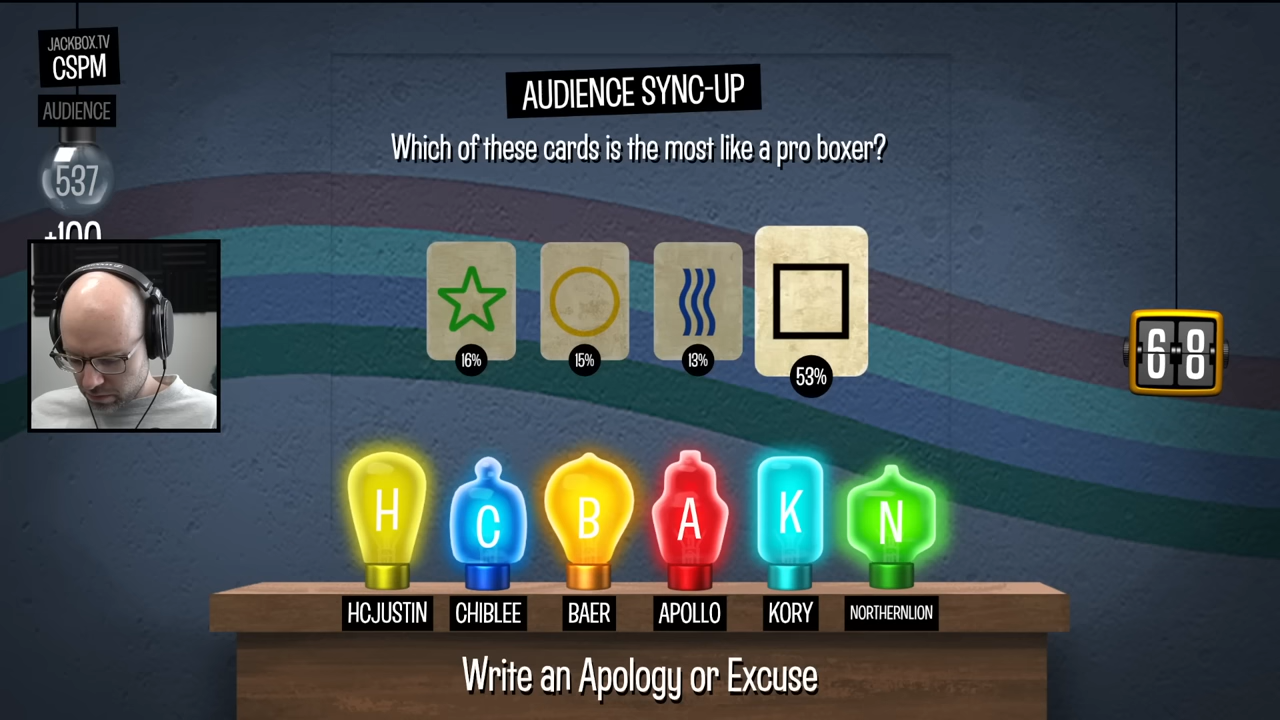 JACKBOX.TV
CSPM
AUDIENCE
537
+100
AUDIENCE SYNC-UP
Which of these cards is the most like a pro boxer?
16%
15%
13%
53%
68
H
C
B
A
K
N
HCJUSTIN
CHIBLEE
BAER
APOLLO
KORY
NORTHERNLION
Write an Apology or Excuse